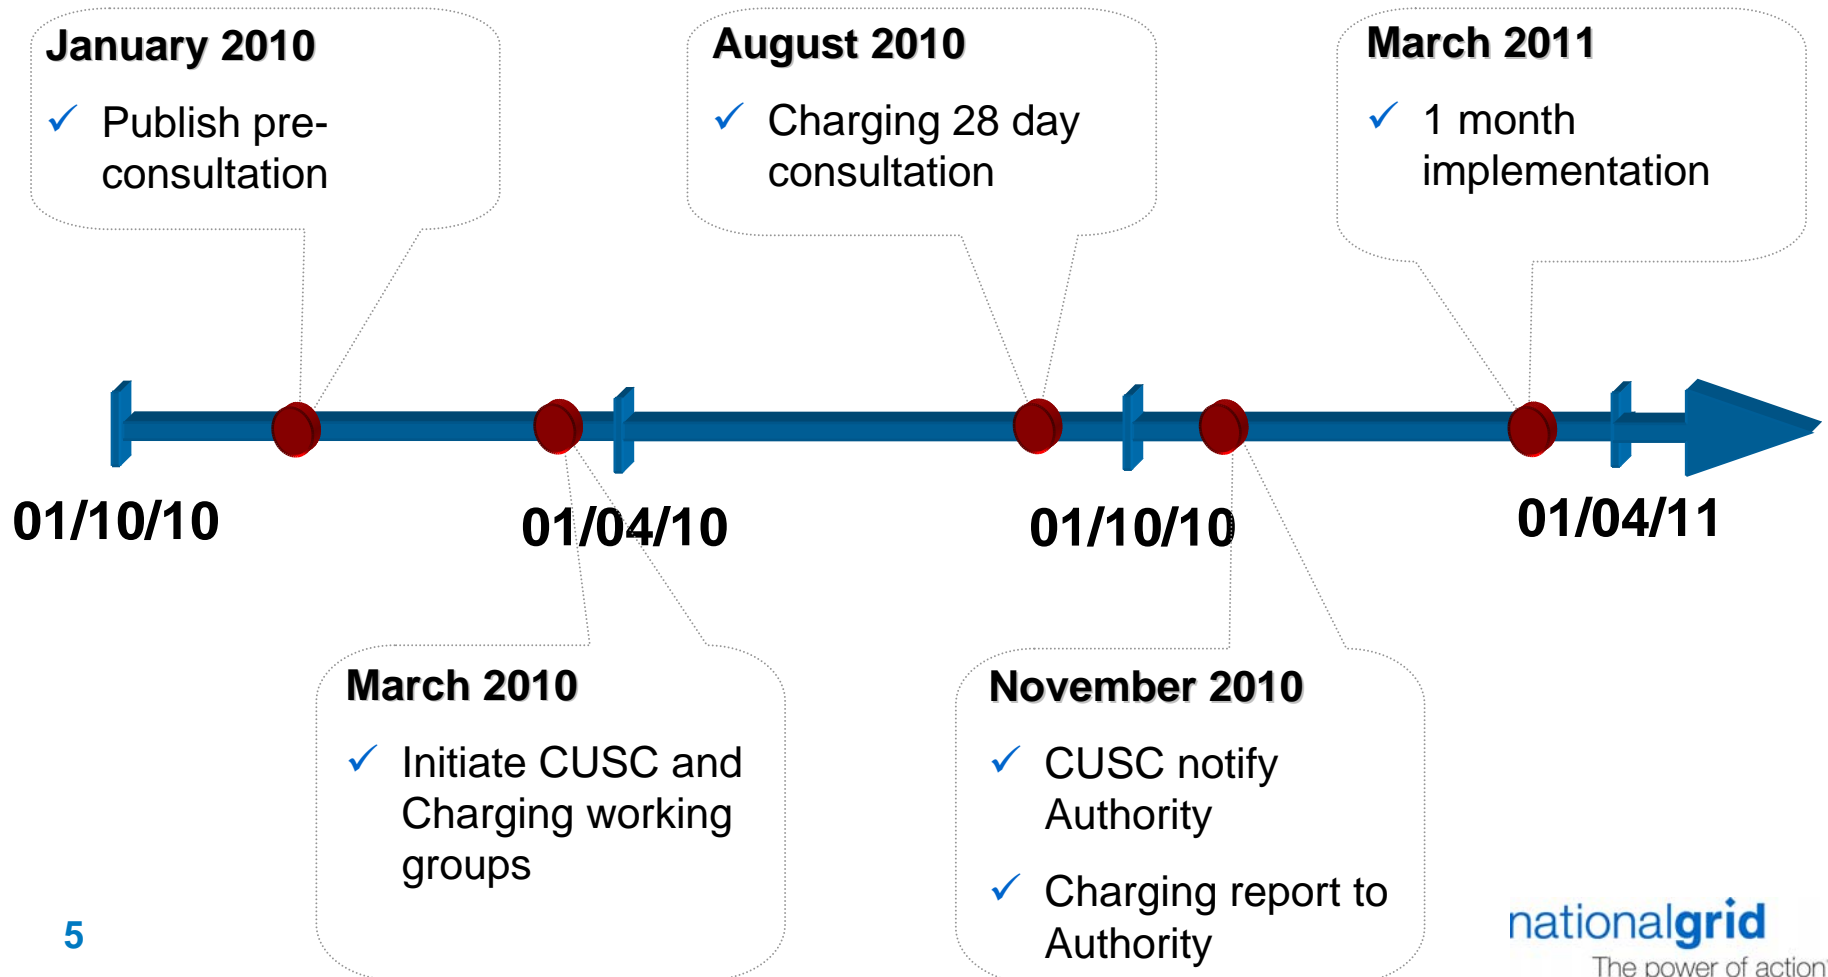 January 2010
✓ Publish pre-
consultation
August 2010
✓ Charging 28 day
consultation
March 2011
✓ 1 month
implementation
01/10/10
01/04/10
01/10/10
01/04/11
March 2010
✓ Initiate CUSC and
Charging working
groups
November 2010
✓ CUSC notify
Authority
✓ Charging report to
Authority
5
nationalgrid
The power of action